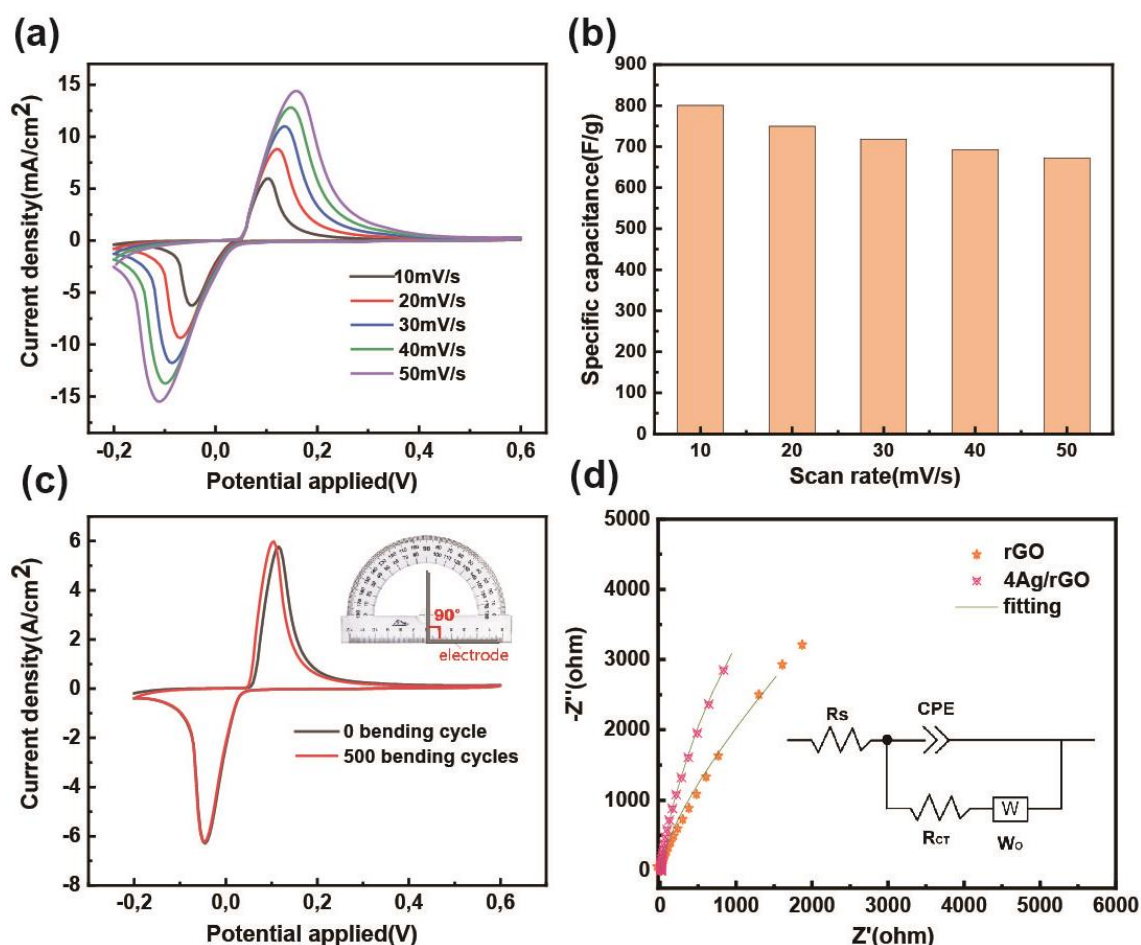 (a)
Current density(mA/cm²)
15
10
5
0
-5
-10
-15
10mV/s
20mV/s
30mV/s
40mV/s
50mV/s
-0,2 0,0 0,2 0,4 0,6
Potential applied(V)
(b)
Specific capacitance(F/g)
900
800
700
600
500
400
300
200
100
0
10 20 30 40 50
Scan rate(mV/s)
(c)
Current density(A/cm²)
6
4
2
0
-2
-4
-6
-8
90°
electrode
0 bending cycle
500 bending cycles
-0,2 0,0 0,2 0,4 0,6
Potential applied(V)
(d)
-Z''(ohm)
5000
4000
3000
2000
1000
0
rGO
4Ag/rGO
fitting
Rs
CPE
RCT
W
Wo
0 1000 2000 3000 4000 5000 6000
Z'(ohm)